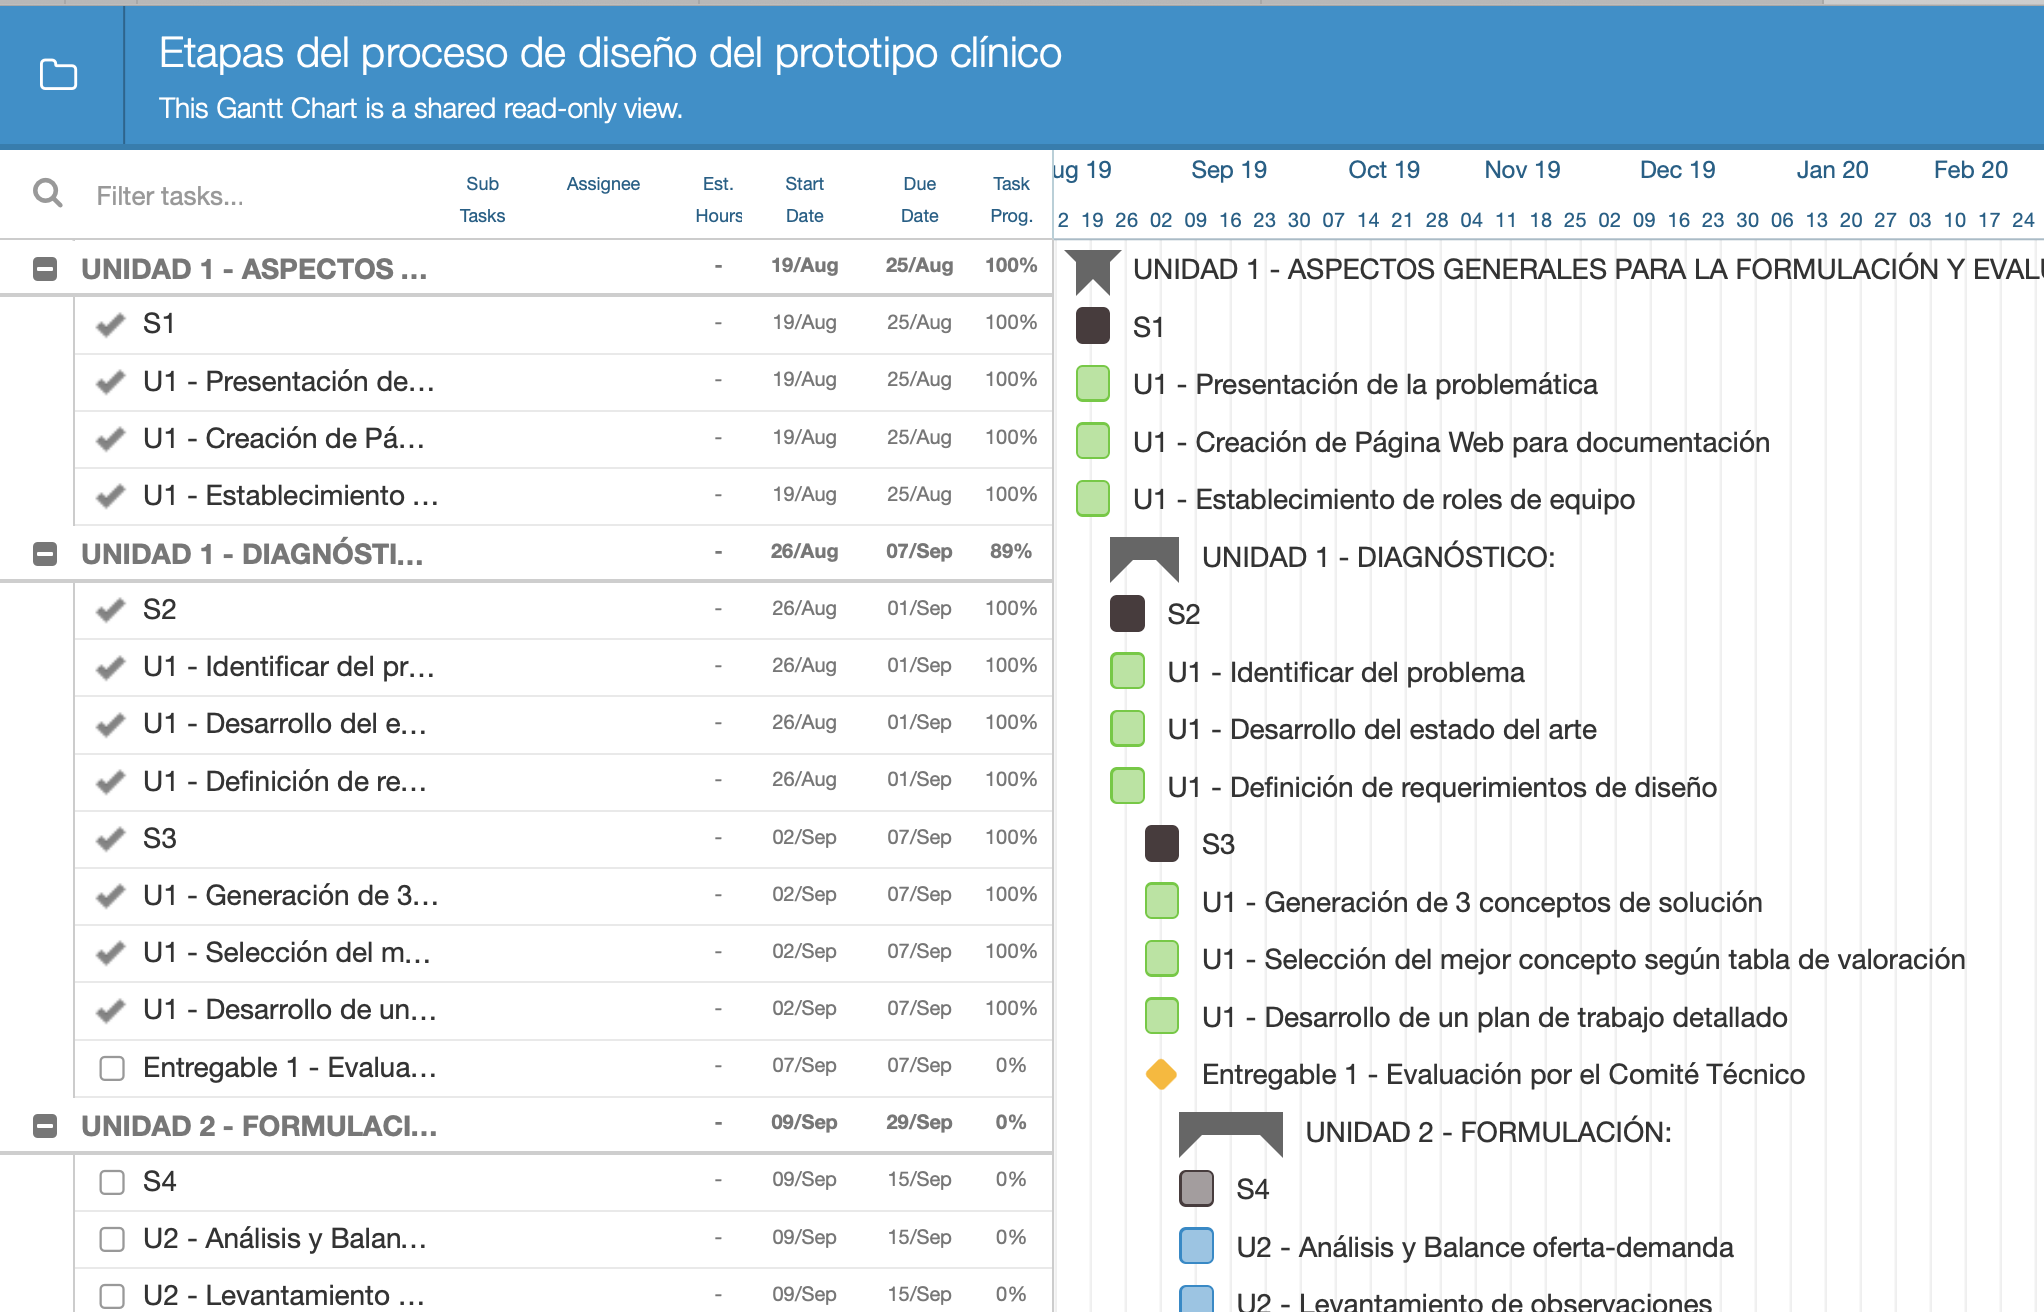 Etapas del proceso de diseño del prototipo clínico
This Gantt Chart is a shared read-only view.
Filter tasks...
Sub Tasks
Assignee
Est. Hours
Start Date
Due Date
Task Prog.
ug 19 Sep 19 Oct 19 Nov 19 Dec 19 Jan 20 Feb 20
2 19 26 02 09 16 23 30 07 14 21 28 04 11 18 25 02 09 16 23 30 06 13 20 27 03 10 17 24
UNIDAD 1 - ASPECTOS ... - 19/Aug 25/Aug 100% UNIDAD 1 - ASPECTOS GENERALES PARA LA FORMULACIÓN Y EVALU
S1 - 19/Aug 25/Aug 100% S1
U1 - Presentación de... - 19/Aug 25/Aug 100% U1 - Presentación de la problemática
U1 - Creación de Pá... - 19/Aug 25/Aug 100% U1 - Creación de Página Web para documentación
U1 - Establecimiento ... - 19/Aug 25/Aug 100% U1 - Establecimiento de roles de equipo
UNIDAD 1 - DIAGNÓSTI... - 26/Aug 07/Sep 89% UNIDAD 1 - DIAGNÓSTICO:
S2 - 26/Aug 01/Sep 100% S2
U1 - Identificar del pr... - 26/Aug 01/Sep 100% U1 - Identificar del problema
U1 - Desarrollo del e... - 26/Aug 01/Sep 100% U1 - Desarrollo del estado del arte
U1 - Definición de re... - 26/Aug 01/Sep 100% U1 - Definición de requerimientos de diseño
S3 - 02/Sep 07/Sep 100% S3
U1 - Generación de 3... - 02/Sep 07/Sep 100% U1 - Generación de 3 conceptos de solución
U1 - Selección del m... - 02/Sep 07/Sep 100% U1 - Selección del mejor concepto según tabla de valoración
U1 - Desarrollo de un... - 02/Sep 07/Sep 100% U1 - Desarrollo de un plan de trabajo detallado
Entregable 1 - Evalua... - 07/Sep 07/Sep 0% Entregable 1 - Evaluación por el Comité Técnico
UNIDAD 2 - FORMULACI... - 09/Sep 29/Sep 0% UNIDAD 2 - FORMULACIÓN:
S4 - 09/Sep 15/Sep 0% S4
U2 - Análisis y Balan... - 09/Sep 15/Sep 0% U2 - Análisis y Balance oferta-demanda
U2 - Levantamiento ... - 09/Sep 15/Sep 0% U2 - Levantamiento de observaciones